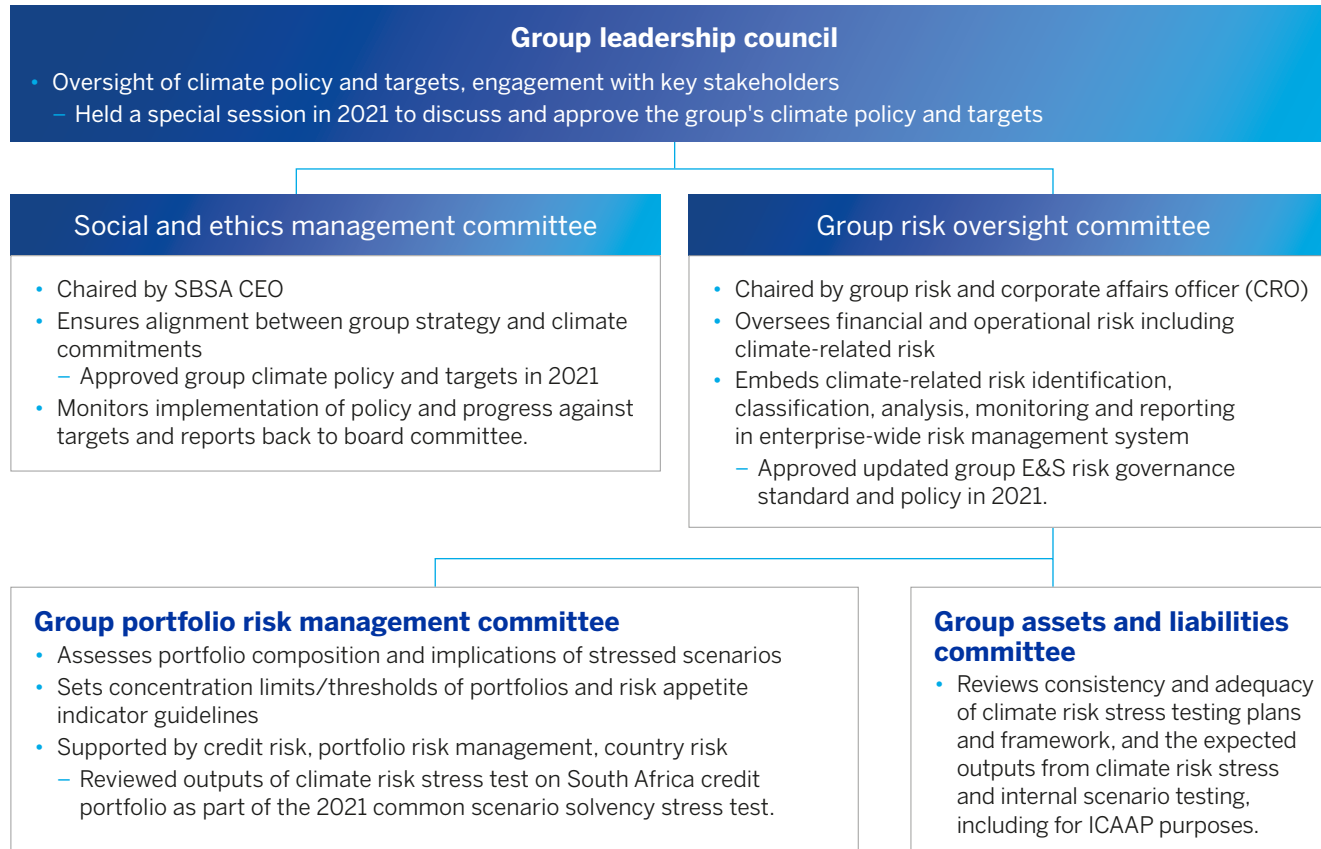 Group leadership council
• Oversight of climate policy and targets, engagement with key stakeholders
– Held a special session in 2021 to discuss and approve the group's climate policy and targets
Social and ethics management committee
• Chaired by SBSA CEO
• Ensures alignment between group strategy and climate
commitments
– Approved group climate policy and targets in 2021
• Monitors implementation of policy and progress against
targets and reports back to board committee.
Group risk oversight committee
• Chaired by group risk and corporate affairs officer (CRO)
• Oversees financial and operational risk including
climate-related risk
• Embeds climate-related risk identification,
classification, analysis, monitoring and reporting
in enterprise-wide risk management system
– Approved updated group E&S risk governance
standard and policy in 2021.
Group portfolio risk management committee
• Assesses portfolio composition and implications of stressed scenarios
• Sets concentration limits/thresholds of portfolios and risk appetite
indicator guidelines
• Supported by credit risk, portfolio risk management, country risk
– Reviewed outputs of climate risk stress test on South Africa credit
portfolio as part of the 2021 common scenario solvency stress test.
Group assets and liabilities
committee
• Reviews consistency and adequacy
of climate risk stress testing plans
and framework, and the expected
outputs from climate risk stress
and internal scenario testing,
including for ICAAP purposes.